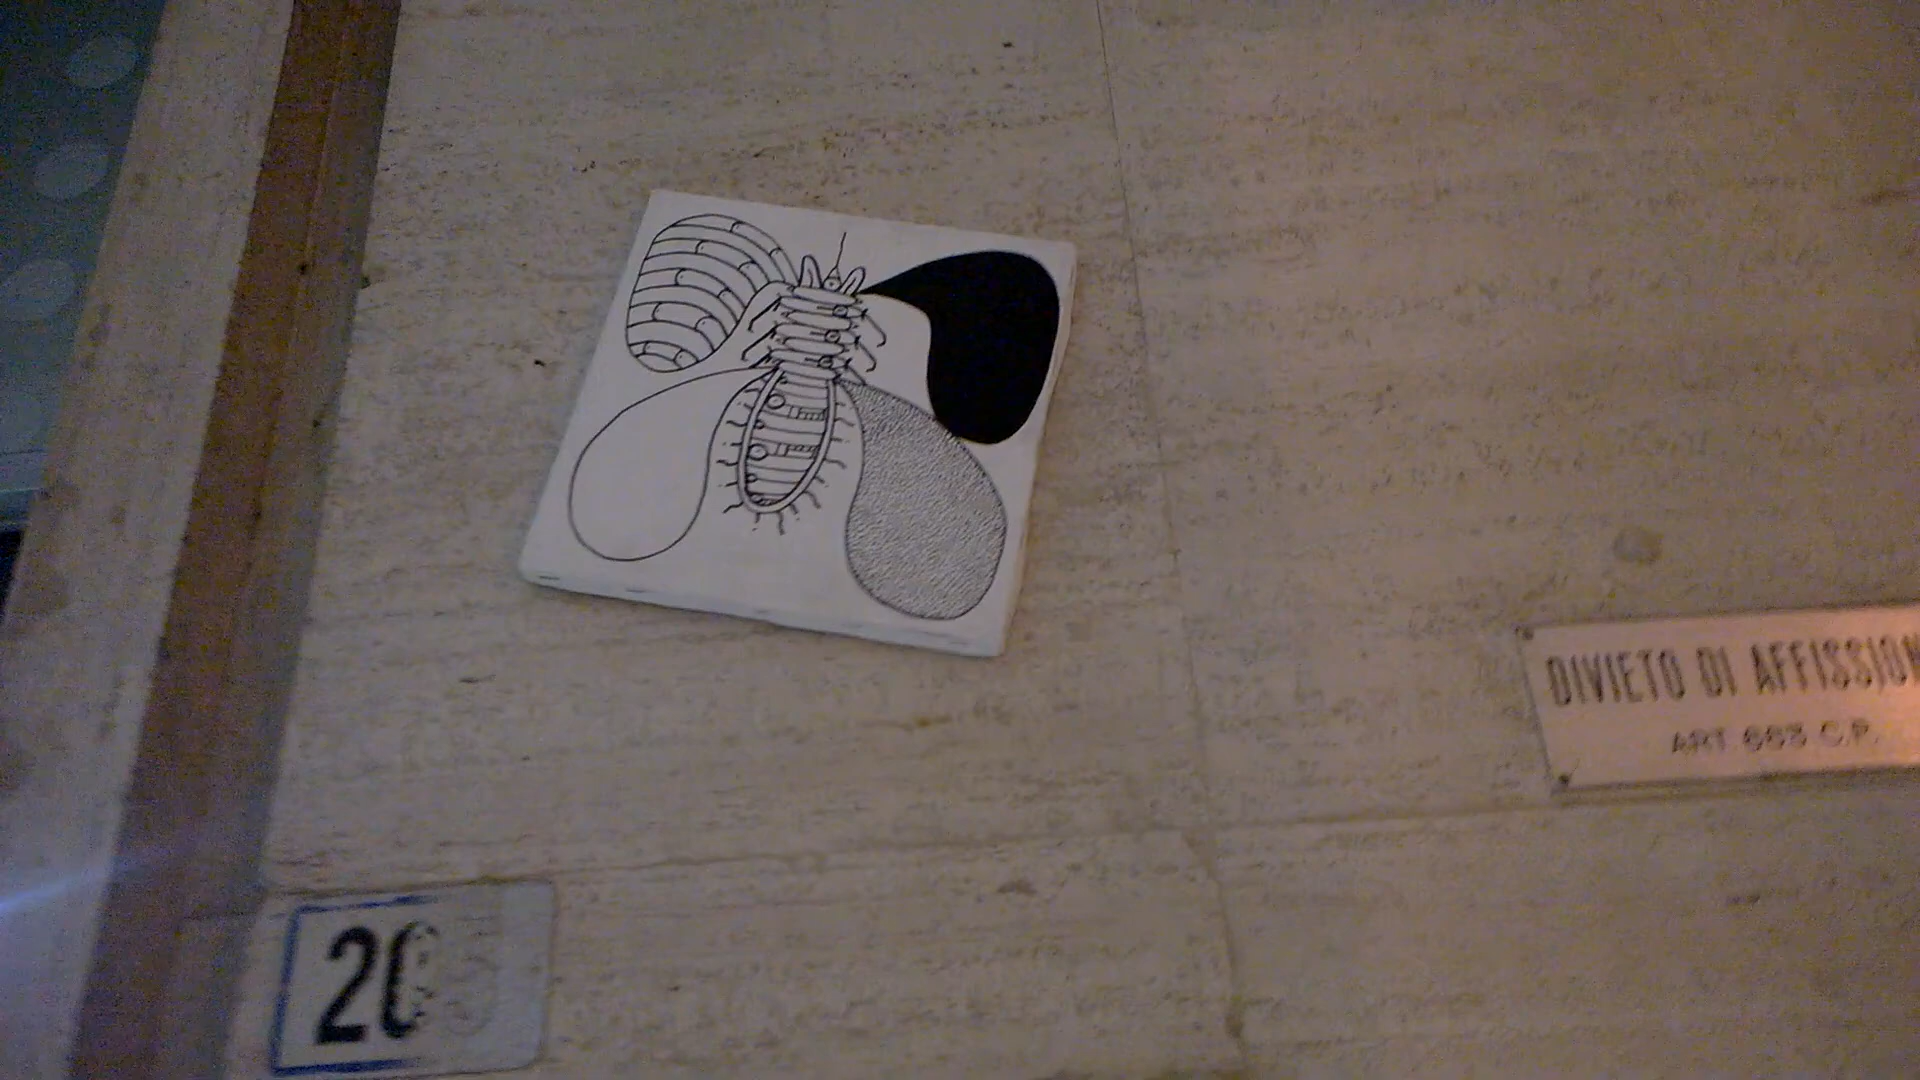 DIVIETO DI AFFISSION
ART 663 C.P.
20